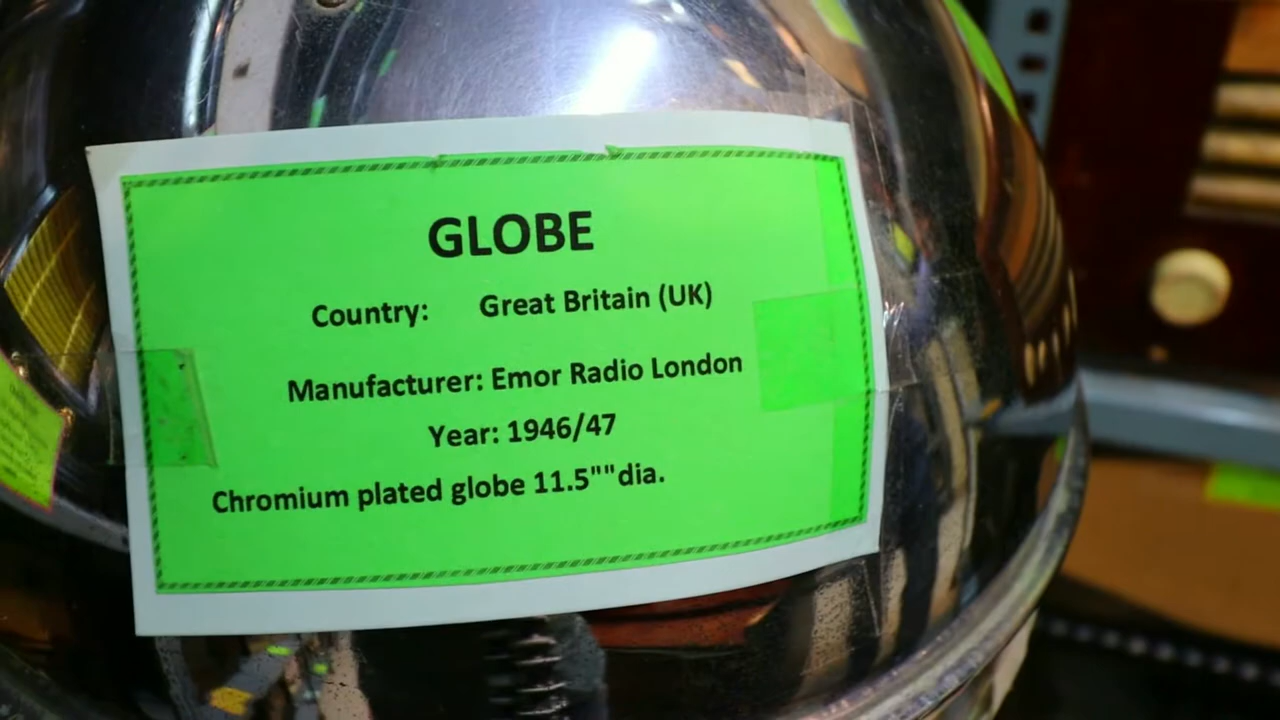 GLOBE
Country: Great Britain (UK)
Manufacturer: Emor Radio London
Year: 1946/47
Chromium plated globe 11.5""dia.